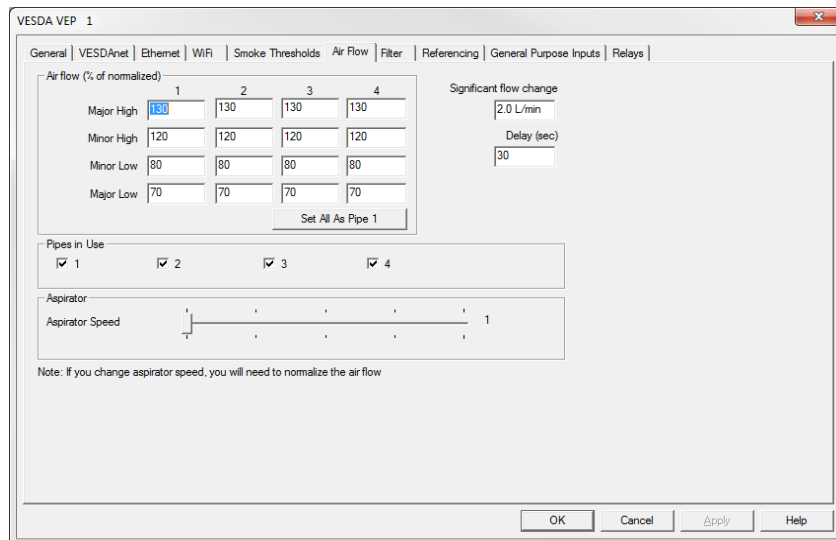 VESDA VEP 1
General VESDAnet Ethernet WiFi Smoke Thresholds Air Flow Filter Referencing General Purpose Inputs Relays
Air flow (% of normalized)
1 2 3 4
Major High 130 130 130 130
Minor High 120 120 120 120
Minor Low 80 80 80 80
Major Low 70 70 70 70
Set All As Pipe 1
Significant flow change
2.0 L/min
Delay (sec)
30
Pipes in Use
1 2 3 4
Aspirator
Aspirator Speed 1
Note: If you change aspirator speed, you will need to normalize the air flow
OK Cancel Apply Help